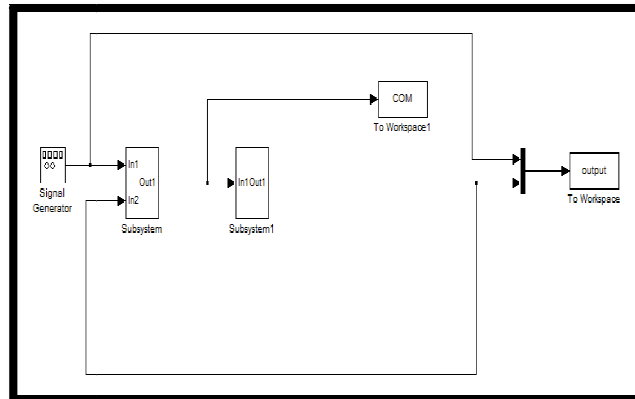 COM
To Workspace1
Signal
Generator
In1
Out1
In2
Subsystem
In1 Out1
Subsystem1
output
To Workspace